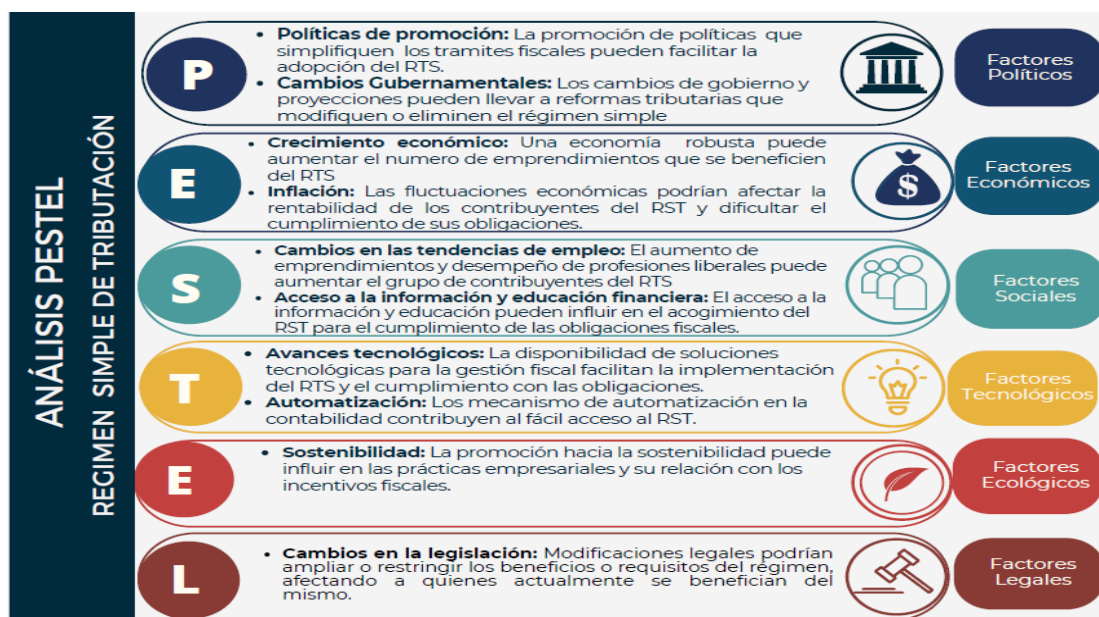 ANÁLISIS PESTEL
REGIMEN SIMPLE DE TRIBUTACIÓN
P
• Políticas de promoción: La promoción de políticas que
simplifiquen los tramites fiscales pueden facilitar la
adopción del RTS.
• Cambios Gubernamentales: Los cambios de gobierno y
proyecciones pueden llevar a reformas tributarias que
modifiquen o eliminen el régimen simple
Factores
Políticos
E
• Crecimiento económico: Una economía robusta puede
aumentar el numero de emprendimientos que se beneficien
del RTS
• Inflación: Las fluctuaciones económicas podrían afectar la
rentabilidad de los contribuyentes del RST y dificultar el
cumplimiento de sus obligaciones.
$
Factores
Económicos
S
• Cambios en las tendencias de empleo: El aumento de
emprendimientos y desempeño de profesiones liberales puede
aumentar el grupo de contribuyentes del RTS
• Acceso a la información y educación financiera: El acceso a la
información y educación pueden influir en el acogimiento del
RST para el cumplimiento de las obligaciones fiscales.
Factores
Sociales
T
• Avances tecnológicos: La disponibilidad de soluciones
tecnológicas para la gestión fiscal facilitan la implementación
del RTS y el cumplimiento con las obligaciones.
• Automatización: Los mecanismo de automatización en la
contabilidad contribuyen al fácil acceso al RST.
Factores
Tecnológicos
E
• Sostenibilidad: La promoción hacia la sostenibilidad puede
influir en las prácticas empresariales y su relación con los
incentivos fiscales.
Factores
Ecológicos
L
• Cambios en la legislación: Modificaciones legales podrían
ampliar o restringir los beneficios o requisitos del régimen,
afectando a quienes actualmente se benefician del
mismo.
Factores
Legales